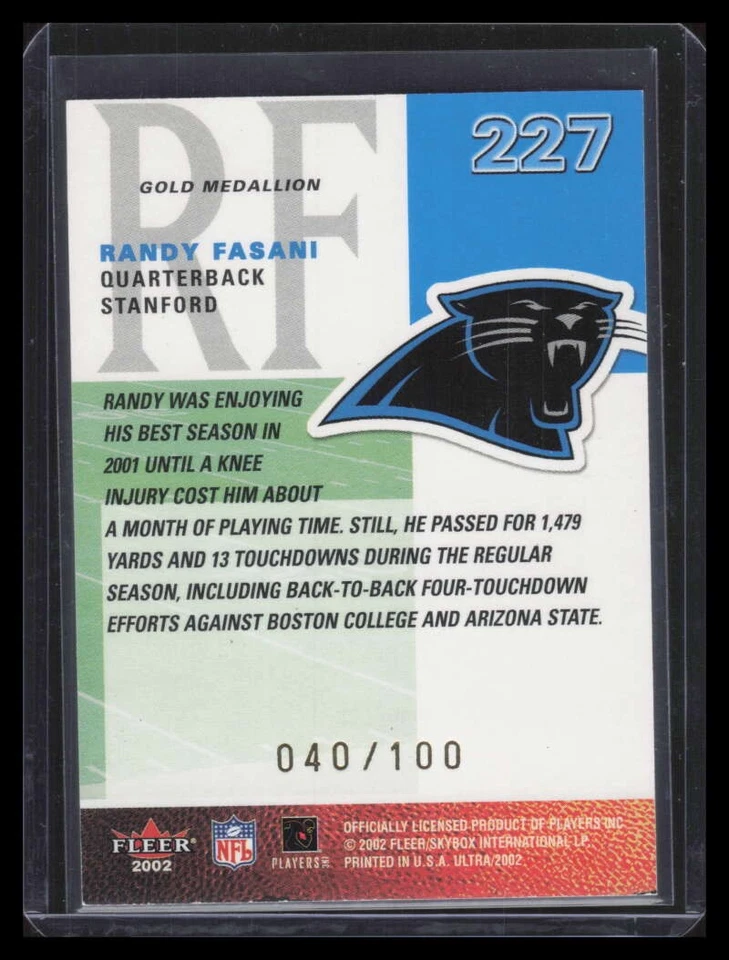 RF
227
GOLD MEDALLION
RANDY FASANI
QUARTERBACK
STANFORD
RANDY WAS ENJOYING
HIS BEST SEASON IN
2001 UNTIL A KNEE
INJURY COST HIM ABOUT
A MONTH OF PLAYING TIME. STILL, HE PASSED FOR 1,479
YARDS AND 13 TOUCHDOWNS DURING THE REGULAR
SEASON, INCLUDING BACK-TO-BACK FOUR-TOUCHDOWN
EFFORTS AGAINST BOSTON COLLEGE AND ARIZONA STATE.
040/100
FLEER®
2002
NFL
PLAYERS INC
OFFICIALLY LICENSED PRODUCT OF PLAYERS INC
© 2002 FLEER/SKYBOX INTERNATIONAL LP
PRINTED IN U.S.A. ULTRA/2002